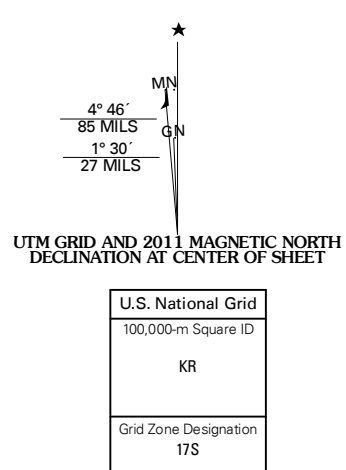 ★
MN
4° 46´
85 MILS
GN
1° 30´
27 MILS
UTM GRID AND 2011 MAGNETIC NORTH
DECLINATION AT CENTER OF SHEET
U.S. National Grid
100,000-m Square ID
KR
Grid Zone Designation
17S